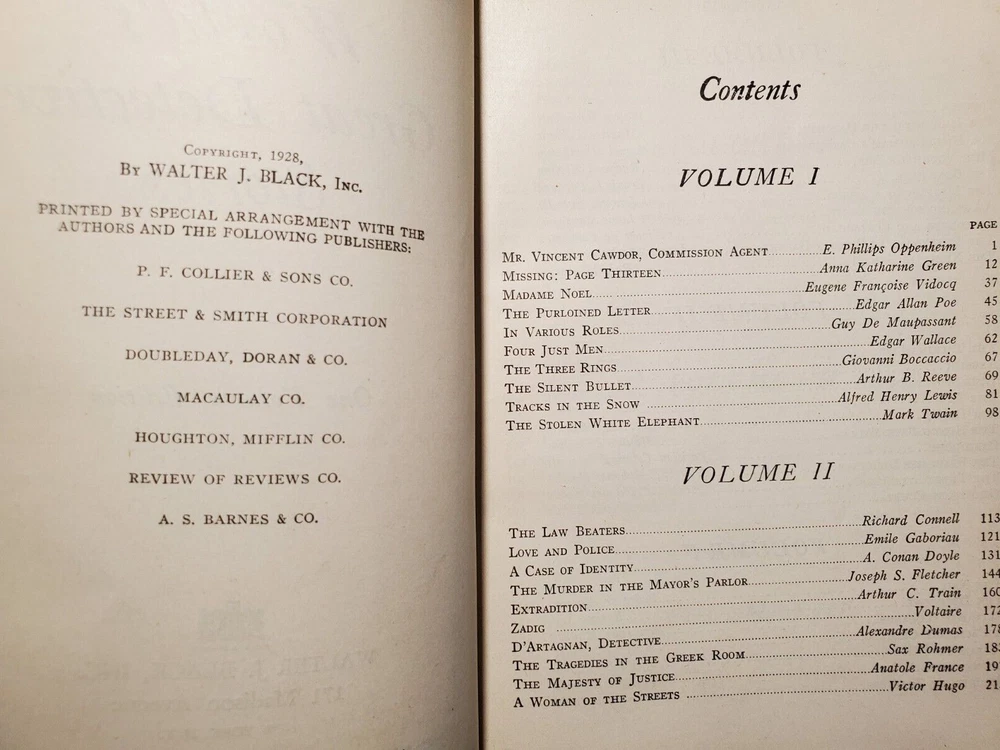 COPYRIGHT, 1928,
BY WALTER J. BLACK, INC.
PRINTED BY SPECIAL ARRANGEMENT WITH THE
AUTHORS AND THE FOLLOWING PUBLISHERS:
P. F. COLLIER & SONS CO.
THE STREET & SMITH CORPORATION
DOUBLEDAY, DORAN & CO.
MACAULAY CO.
HOUGHTON, MIFFLIN CO.
REVIEW OF REVIEWS CO.
A. S. BARNES & CO.
Contents
VOLUME I
PAGE
MR. VINCENT CAWDOR, COMMISSION AGENT E. Phillips Oppenheim 1
MISSING: PAGE THIRTEEN Anna Katharine Green 12
MADAME NOEL Eugene Françoise Vidocq 37
THE PURLOINED LETTER Edgar Allan Poe 45
IN VARIOUS ROLES Guy De Maupassant 58
FOUR JUST MEN Edgar Wallace 62
THE THREE RINGS Giovanni Boccaccio 67
THE SILENT BULLET Arthur B. Reeve 69
TRACKS IN THE SNOW Alfred Henry Lewis 81
THE STOLEN WHITE ELEPHANT Mark Twain 98
VOLUME II
THE LAW BEATERS Richard Connell 113
LOVE AND POLICE Emile Gaboriau 121
A CASE OF IDENTITY A. Conan Doyle 131
THE MURDER IN THE MAYOR'S PARLOR Joseph S. Fletcher 144
EXTRADITION Arthur C. Train 160
ZADIG Voltaire 172
D'ARTAGNAN, DETECTIVE Alexandre Dumas 178
THE TRAGEDIES IN THE GREEK ROOM Sax Rohmer
THE MAJESTY OF JUSTICE Anatole France
A WOMAN OF THE STREETS Victor Hugo